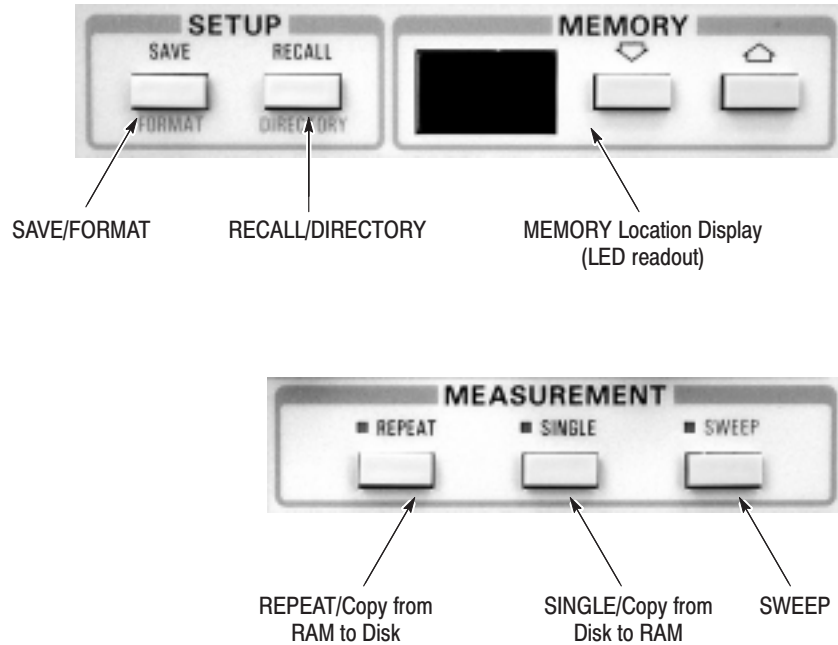 SETUP
MEMORY
SAVE
RECALL
FORMAT
DIRECTORY
SAVE/FORMAT
RECALL/DIRECTORY
MEMORY Location Display
(LED readout)
MEASUREMENT
REPEAT
SINGLE
SWEEP
REPEAT/Copy from
RAM to Disk
SINGLE/Copy from
Disk to RAM
SWEEP